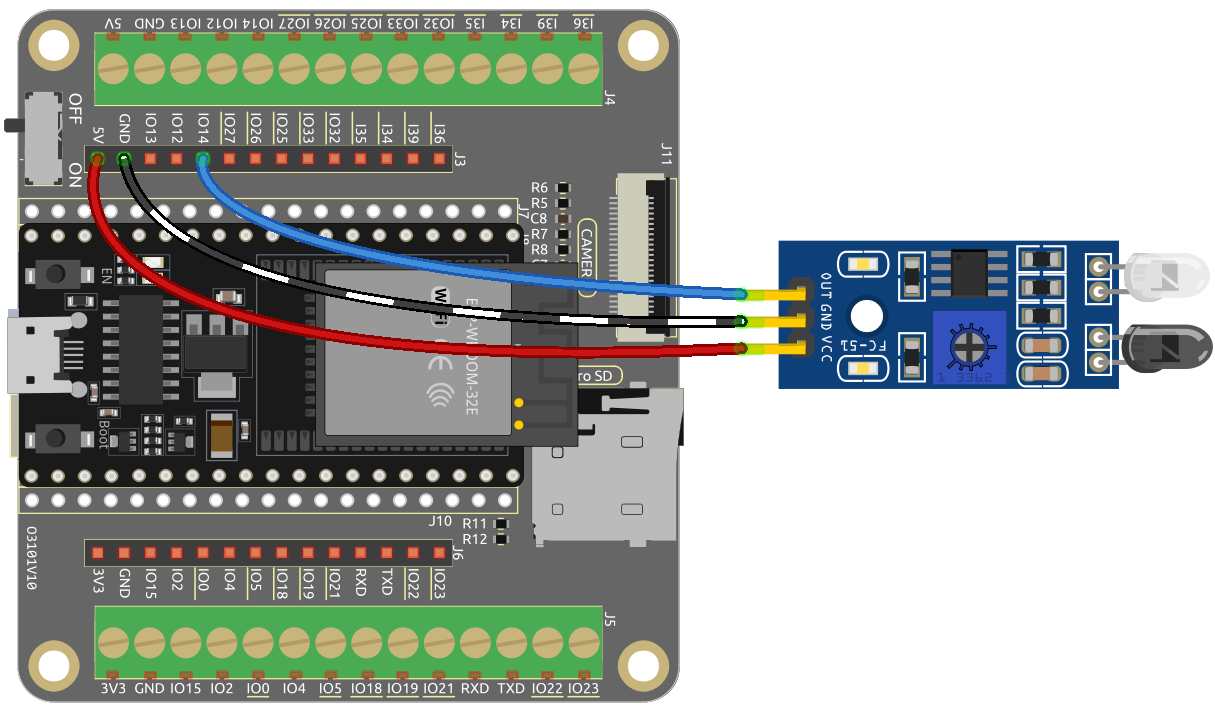 5V GND IO13 IO12 IO14 IO27 IO26 IO25 IO33 IO32 I35 I34 I39 I36
J4
OFF
ON
5V GND IO13 IO12 IO14 IO27 IO26 IO25 IO33 IO32 I35 I34 I39 I36
J3
J11
J7
R6
R5
C8
R7
R8
CAMER
EN
WiFi
CE
-32E
ro SD
Boot
OUT
GND
VCC
FC-51
J10
R11
R12
O3101V10
J6
3V3 GND IO15 IO2 IO0 IO4 IO5 IO18 IO19 IO21 RXD TXD IO22 IO23
J5
3V3 GND IO15 IO2 IO0 IO4 IO5 IO18 IO19 IO21 RXD TXD IO22 IO23